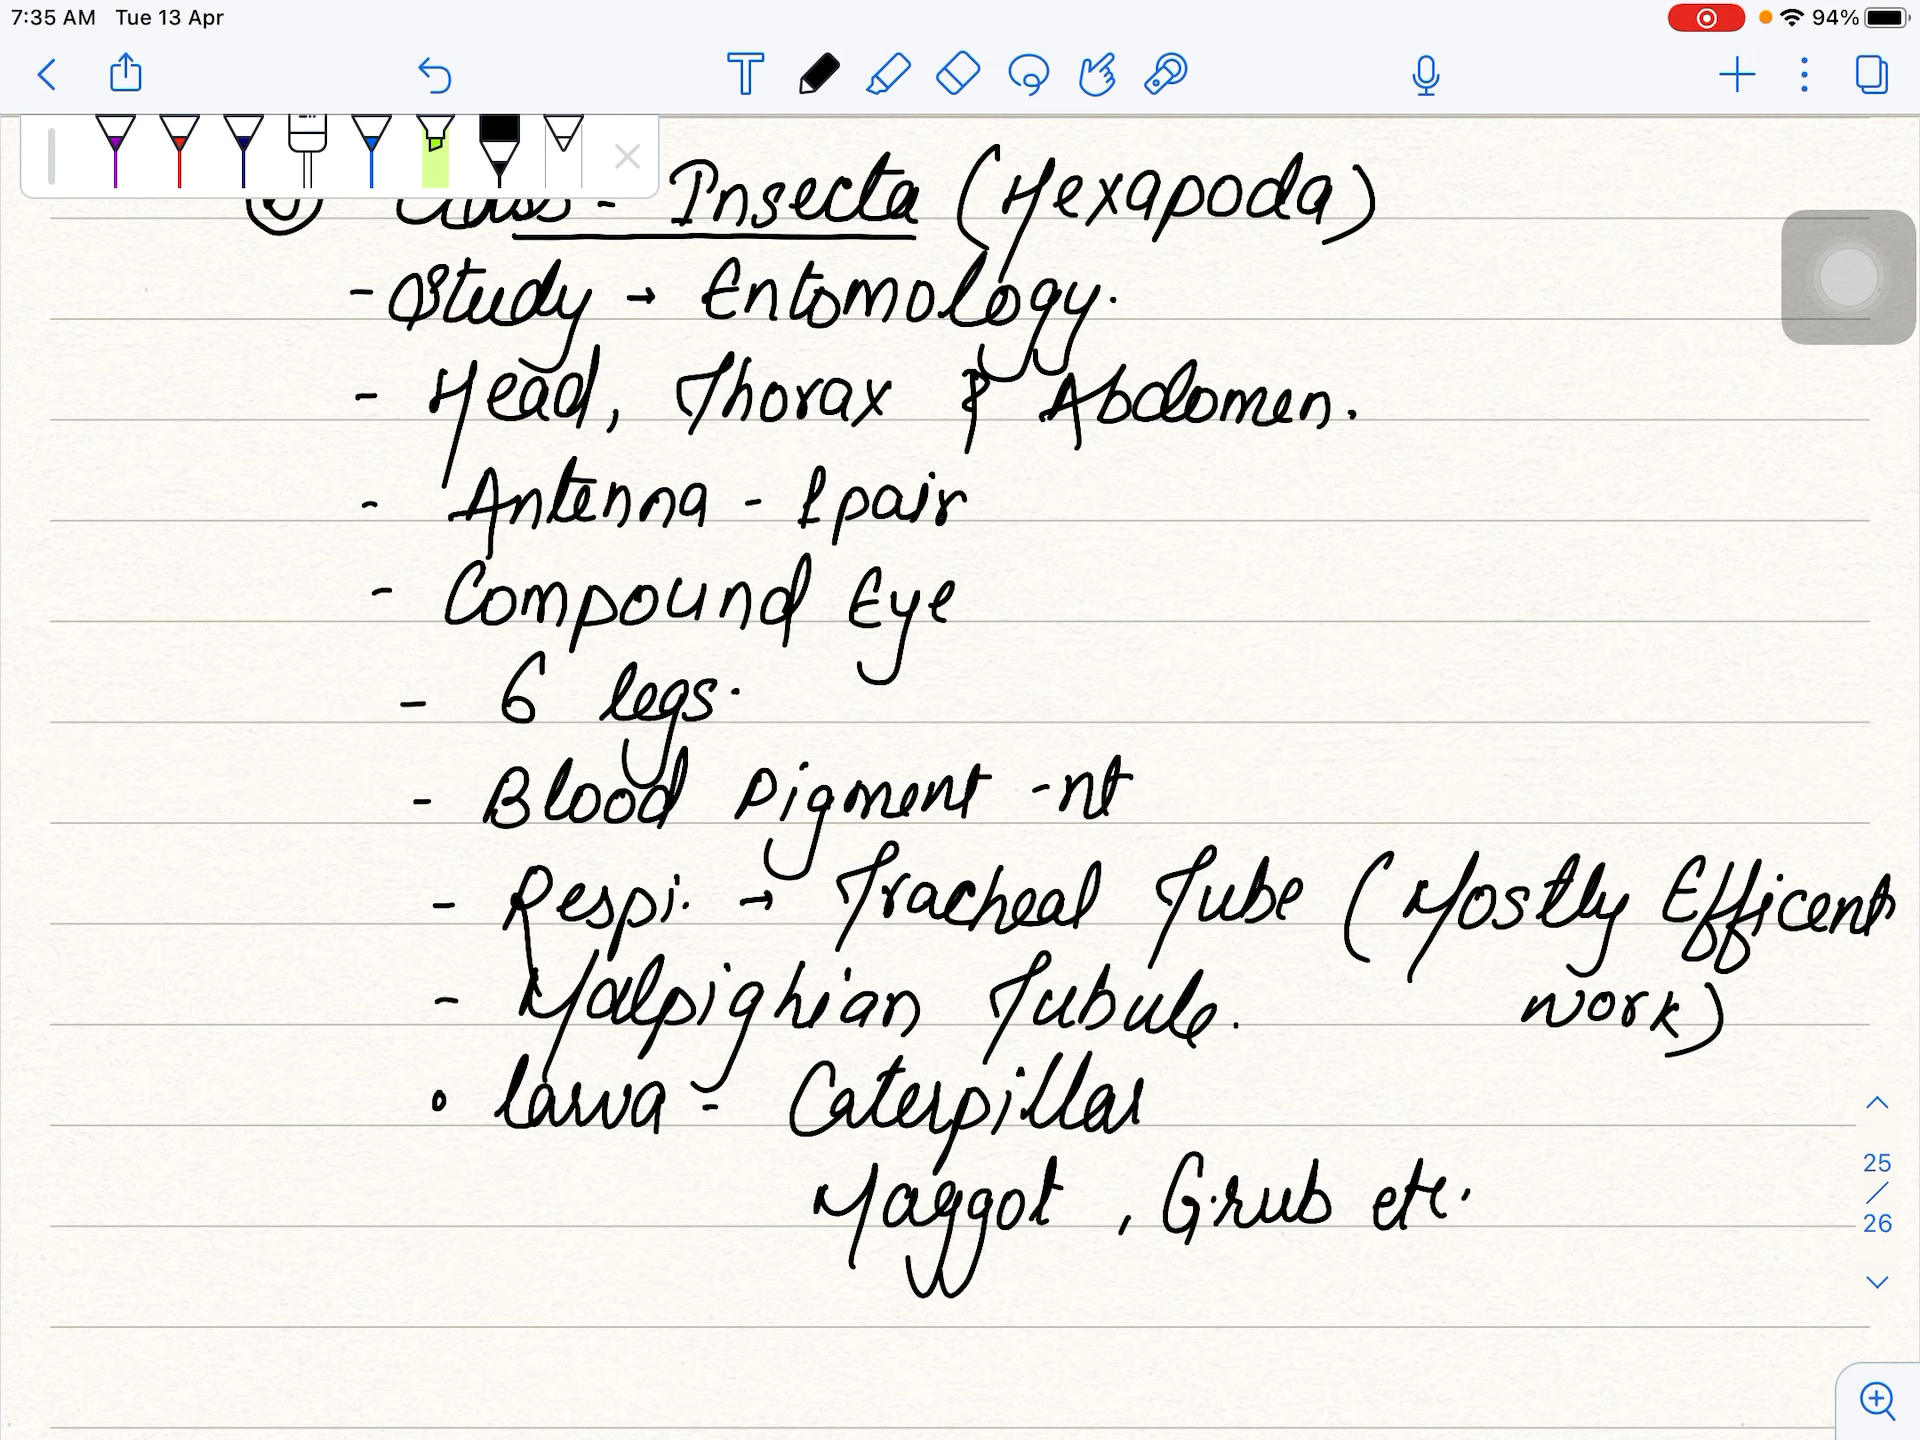 7:35 AM Tue 13 Apr
94%
Class - Insecta (Hexapoda)
- Study → Entomology.
- Head, Thorax & Abdomen.
- Antenna - 1 pair
- Compound Eye
- 6 legs.
- Blood Pigment -nt
- Respi. → Tracheal Tube (Mostly Efficent
work)
- Malpighian Tubule.
• larva - Caterpillar
Maggot , Grub etc.
25
/
26